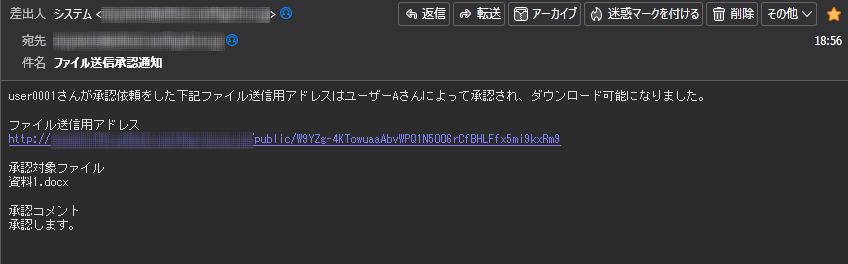 差出人 システム < >
返信 転送 アーカイブ 迷惑マークを付ける 削除 その他
宛先
18:56
件名 ファイル送信承認通知
user0001さんが承認依頼をした下記ファイル送信用アドレスはユーザーAさんによって承認され、ダウンロード可能になりました。
ファイル送信用アドレス
http:// /public/W9YZg-4KTowuaaAbvWPQ1N5OO6rCfBHLFfx5mi9kxRm9
承認対象ファイル
資料1.docx
承認コメント
承認します。